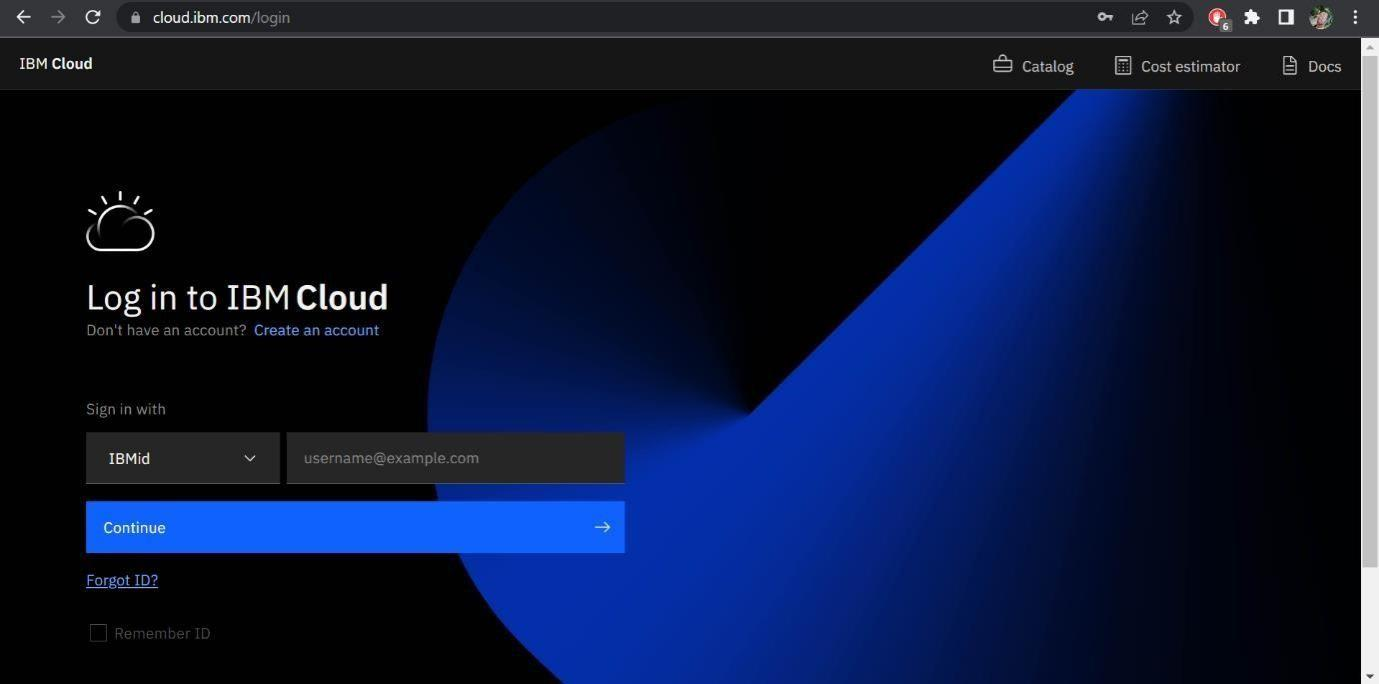 cloud.ibm.com/login
6
IBM Cloud
Catalog
Cost estimator
Docs
Log in to IBM Cloud
Don't have an account? Create an account
Sign in with
IBMid
username@example.com
Continue
Forgot ID?
Remember ID